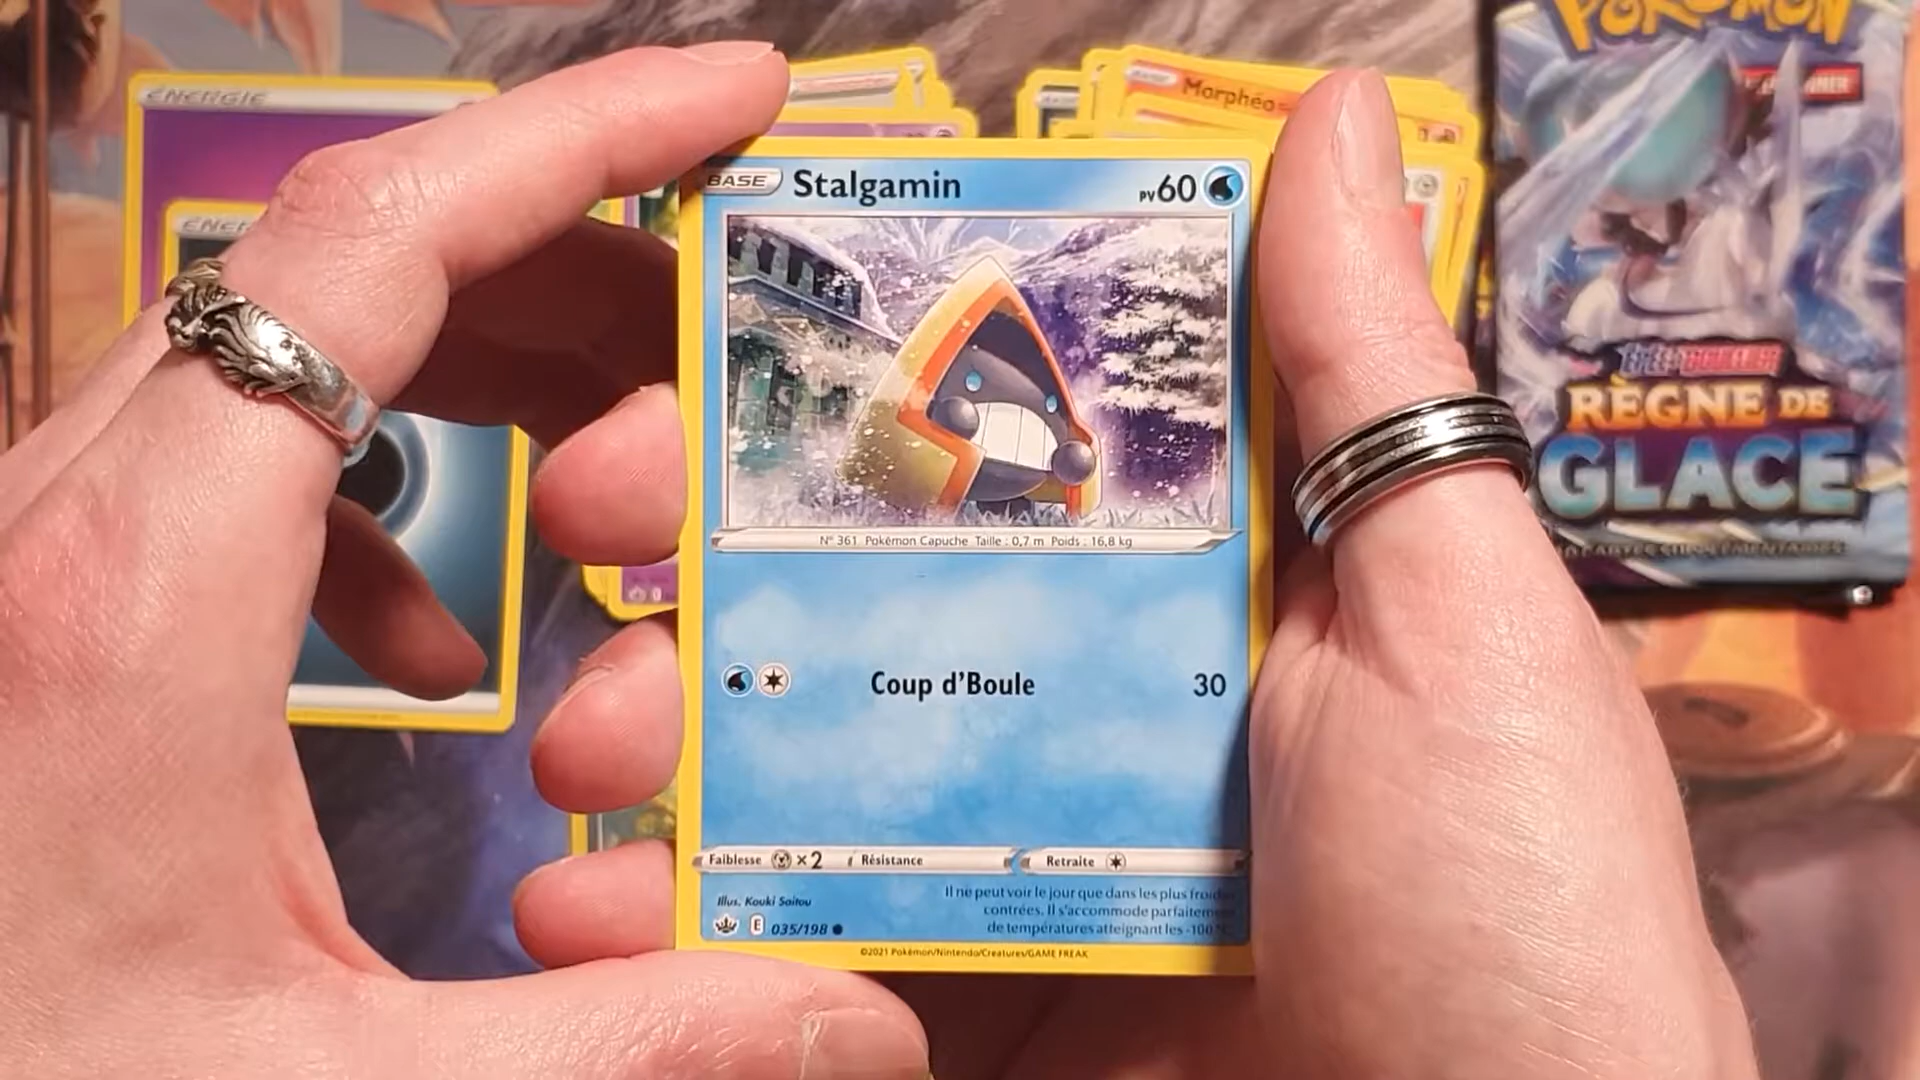 ÉNERGIE
BASE
Morphéo
POKÉMON
BASE Stalgamin PV60
N° 361 Pokémon Capuche Taille : 0,7 m Poids : 16,8 kg
Coup d'Boule 30
Faiblesse ×2 Résistance Retraite
Illus. Kouki Saitou
Il ne peut voir le jour que dans les plus froides
contrées. Il s'accommode parfaitement
de températures atteignant les -100 °C.
E 035/198
©2021 Pokémon/Nintendo/Creatures/GAME FREAK
RÈGNE DE
GLACE